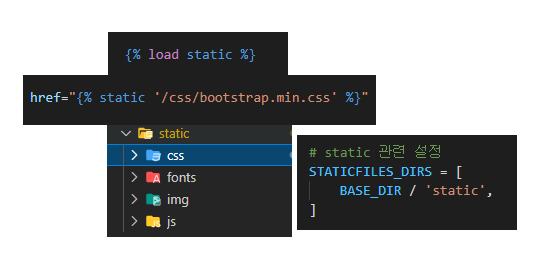 {% load static %}
href="{% static '/css/bootstrap.min.css' %}"
static
css
fonts
img
js
# static 관련 설정
STATICFILES_DIRS = [
    BASE_DIR / 'static',
]